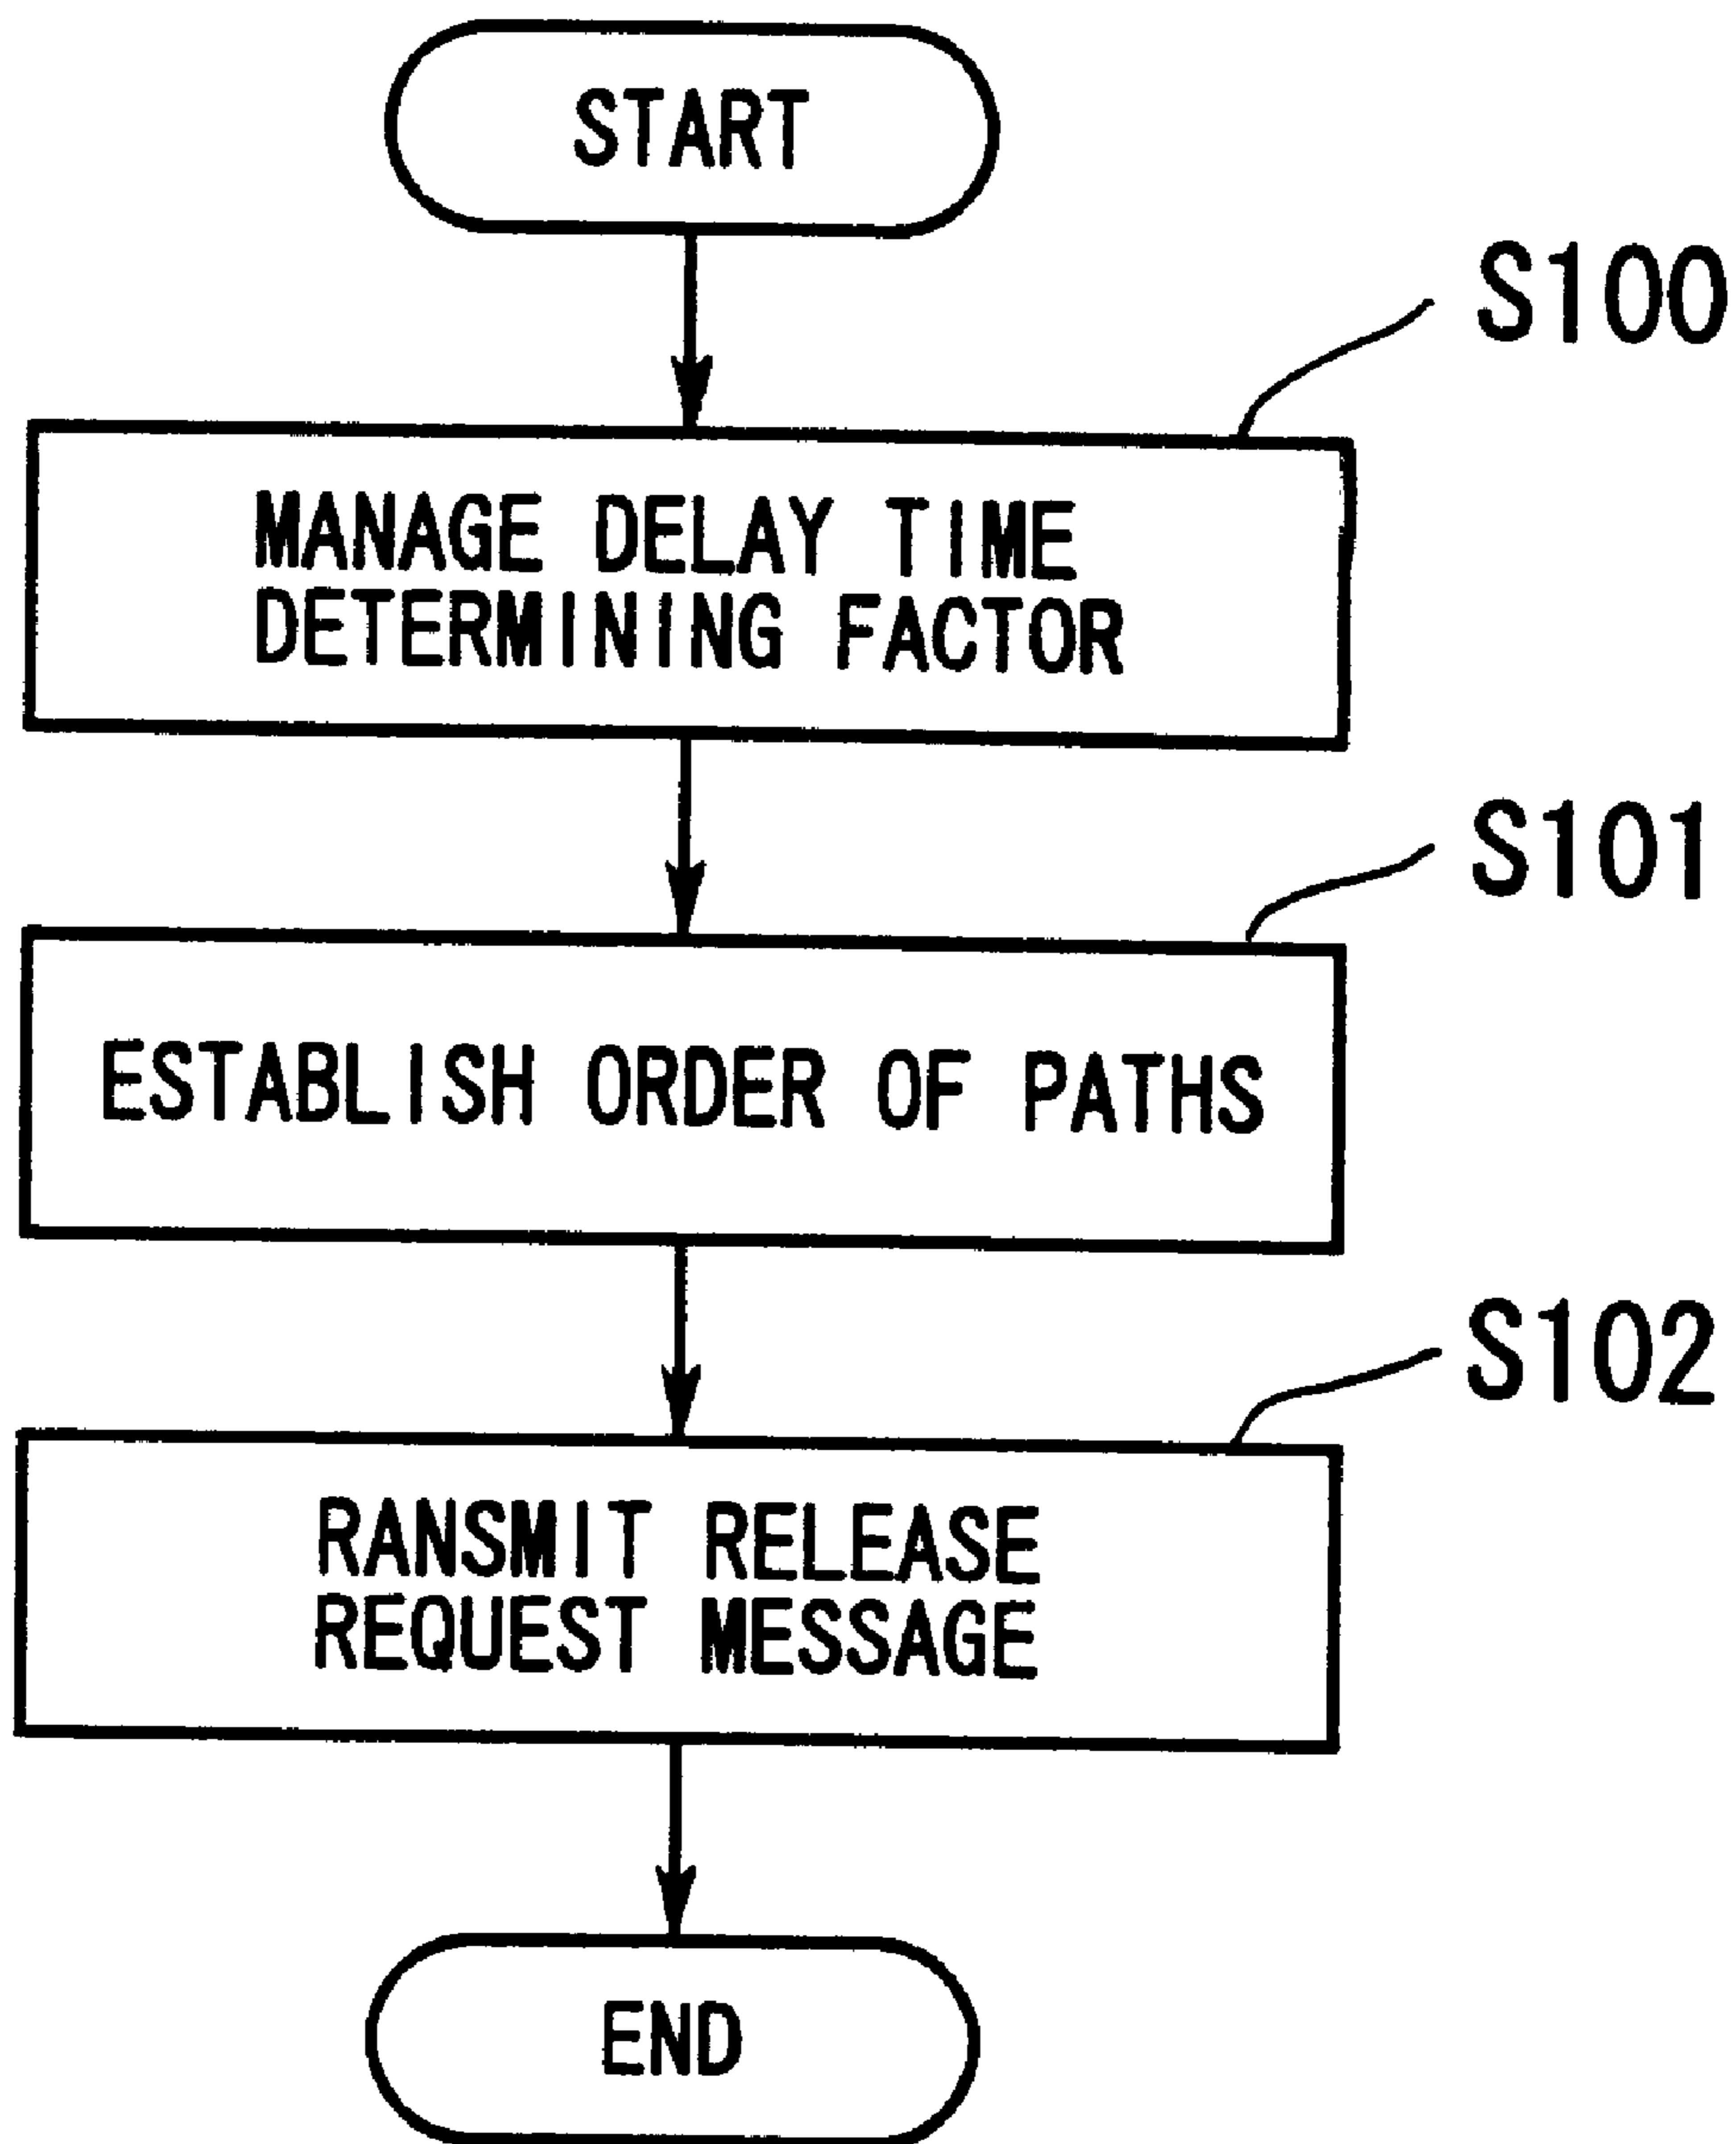 START
S100
MANAGE DELAY TIME
DETERMINING FACTOR
S101
ESTABLISH ORDER OF PATHS
S102
RANSMIT RELEASE
REQUEST MESSAGE
END